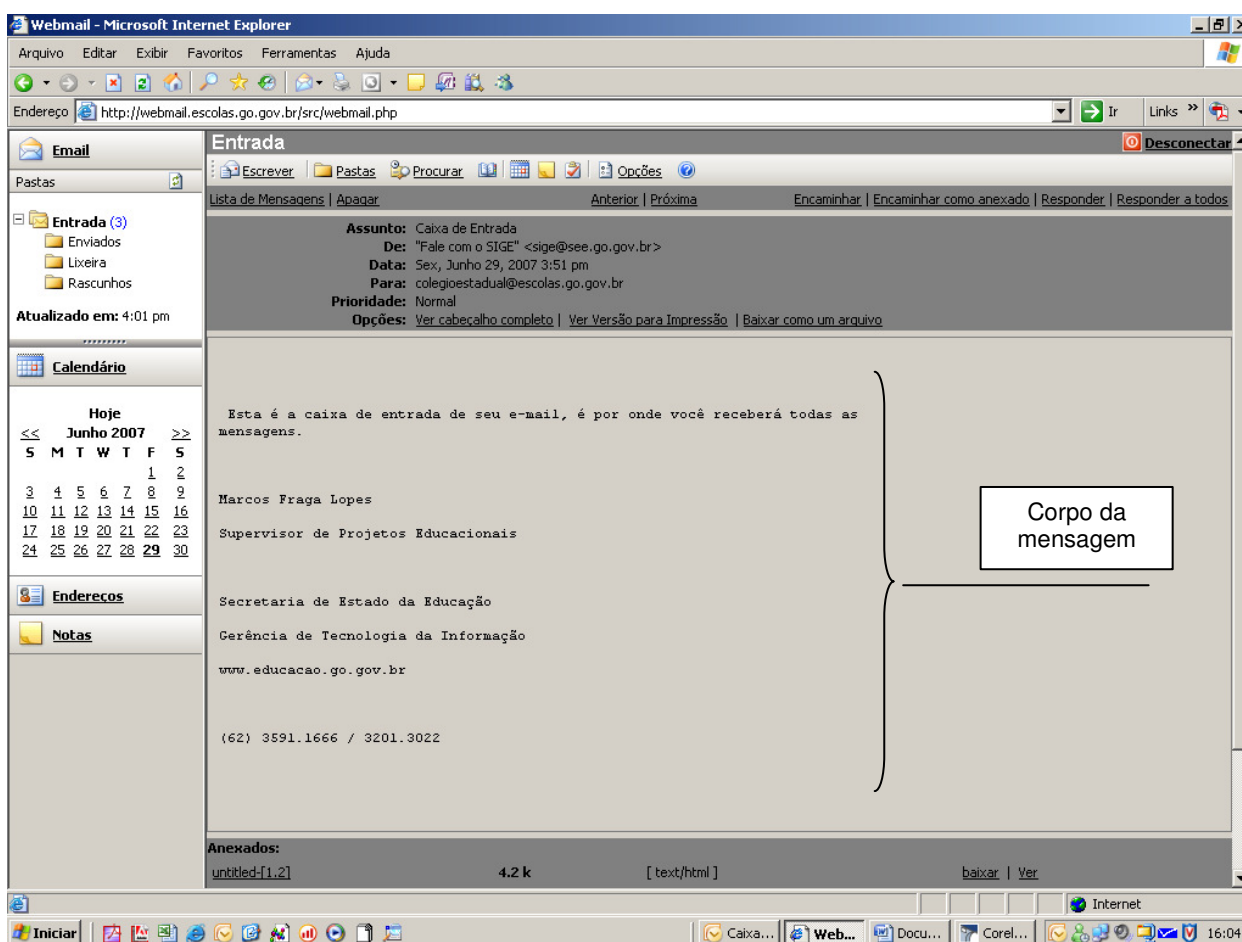 Webmail - Microsoft Internet Explorer
Arquivo Editar Exibir Favoritos Ferramentas Ajuda
Endereço http://webmail.escolas.go.gov.br/src/webmail.php Ir Links »
Email
Pastas
Entrada (3)
Enviados
Lixeira
Rascunhos
Atualizado em: 4:01 pm
Calendário
Hoje
<< Junho 2007 >>
S M T W T F S
1 2
3 4 5 6 7 8 9
10 11 12 13 14 15 16
17 18 19 20 21 22 23
24 25 26 27 28 29 30
Endereços
Notas
Entrada Desconectar
Escrever Pastas Procurar Opções
Lista de Mensagens | Apagar Anterior | Próxima Encaminhar | Encaminhar como anexado | Responder | Responder a todos
Assunto: Caixa de Entrada
De: "Fale com o SIGE" <sige@see.go.gov.br>
Data: Sex, Junho 29, 2007 3:51 pm
Para: colegioestadual@escolas.go.gov.br
Prioridade: Normal
Opções: Ver cabeçalho completo | Ver Versão para Impressão | Baixar como um arquivo
Esta é a caixa de entrada de seu e-mail, é por onde você receberá todas as
mensagens.
Marcos Fraga Lopes
Supervisor de Projetos Educacionais
Secretaria de Estado da Educação
Gerência de Tecnologia da Informação
www.educacao.go.gov.br
(62) 3591.1666 / 3201.3022
Corpo da
mensagem
Anexados:
untitled-[1.2] 4.2 k [ text/html ] baixar | Ver
Internet
Iniciar Caixa... Web... Docu... Corel... 16:04